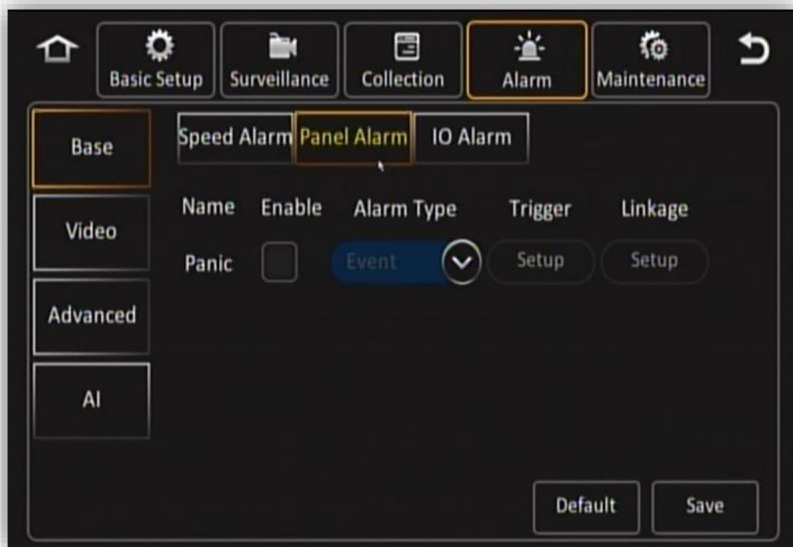 Basic Setup Surveillance Collection Alarm Maintenance
Base Speed Alarm Panel Alarm IO Alarm
Name Enable Alarm Type Trigger Linkage
Video
Panic Event Setup Setup
Advanced
AI
Default Save